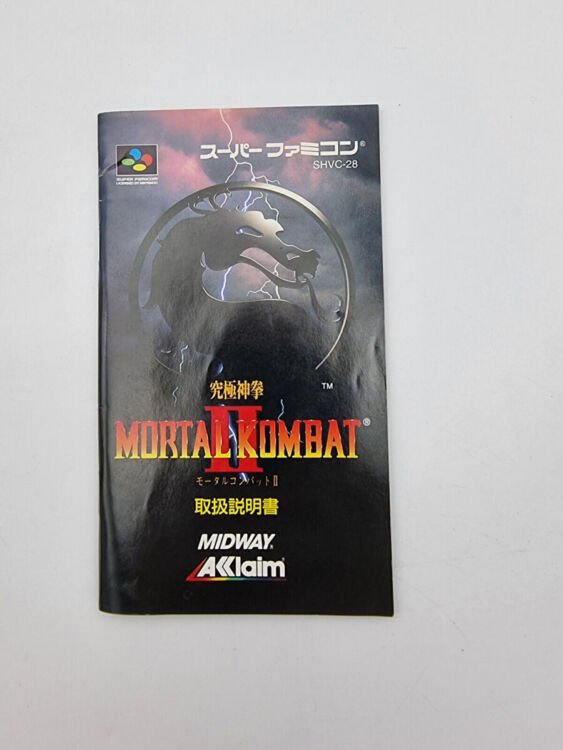 スーパーファミコン®
SHVC-28
SUPER FAMICOM
LICENSED BY NINTENDO
究極神拳
TM
II
MORTAL KOMBAT®
モータルコンバットII
取扱説明書
MIDWAY®
AKlaim®